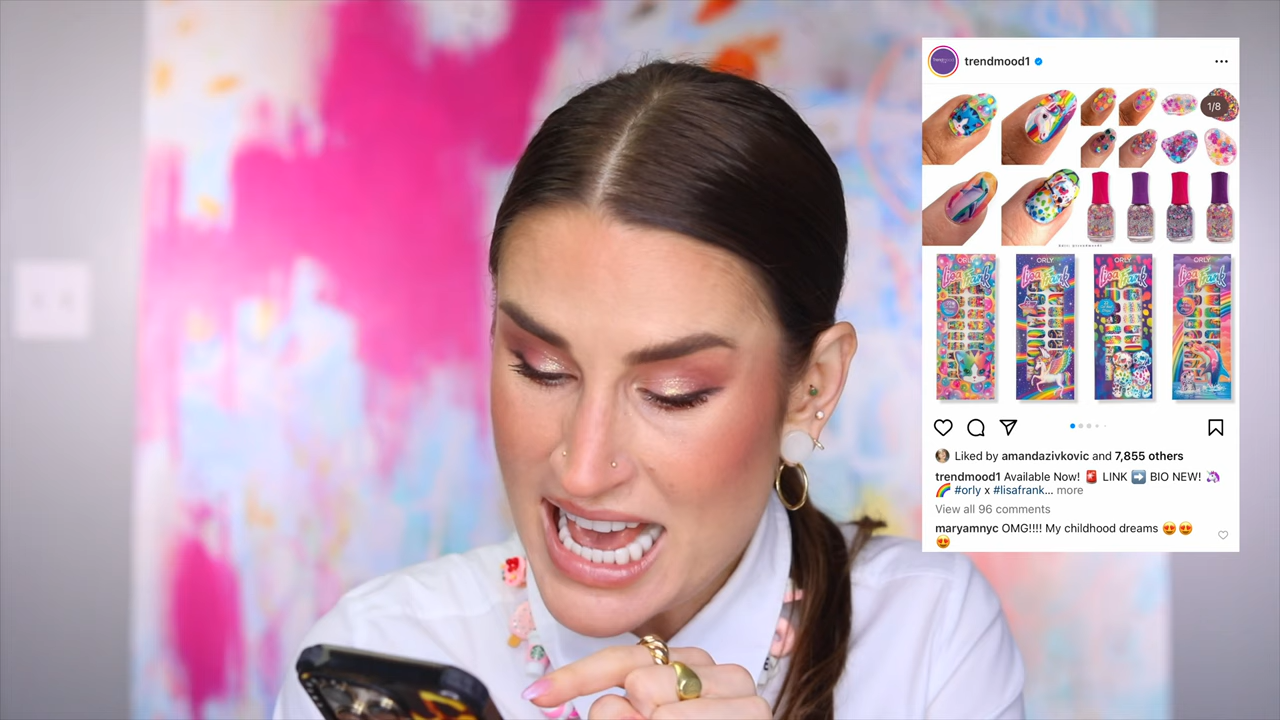 trendmood1
1/8
ORLY
Lisa Frank
ORLY
Lisa Frank
ORLY
Lisa Frank
ORLY
Lisa Frank
Liked by amandazivkovic and 7,855 others
trendmood1 Available Now! 🚨 LINK ➡️ BIO NEW! 🦄
🌈 #orly x #lisafrank... more
View all 96 comments
maryamnyc OMG!!!! My childhood dreams 😍😍
😍